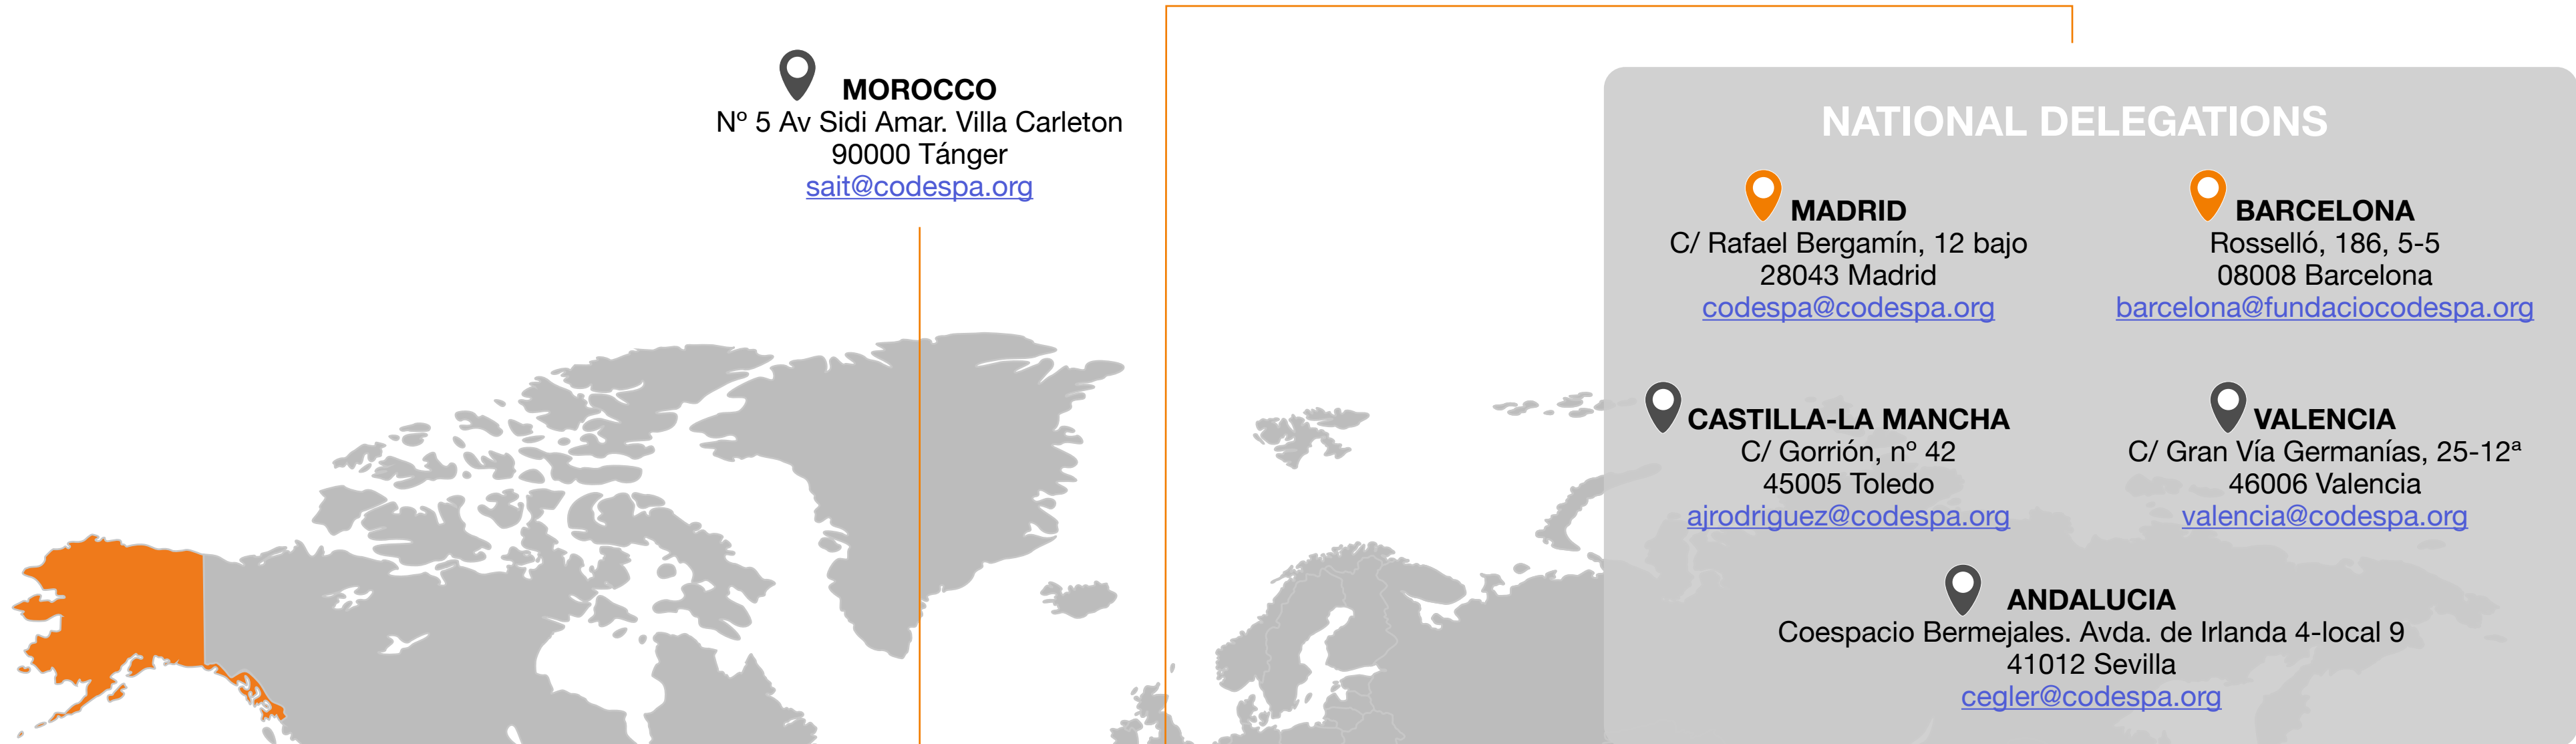 MOROCCO
Nº 5 Av Sidi Amar. Villa Carleton
90000 Tánger
sait@codespa.org
NATIONAL DELEGATIONS
MADRID
C/ Rafael Bergamín, 12 bajo
28043 Madrid
codespa@codespa.org
BARCELONA
Rosselló, 186, 5-5
08008 Barcelona
barcelona@fundaciocodespa.org
CASTILLA-LA MANCHA
C/ Gorrión, nº 42
45005 Toledo
ajrodriguez@codespa.org
VALENCIA
C/ Gran Vía Germanías, 25-12ª
46006 Valencia
valencia@codespa.org
ANDALUCIA
Coespacio Bermejales. Avda. de Irlanda 4-local 9
41012 Sevilla
cegler@codespa.org